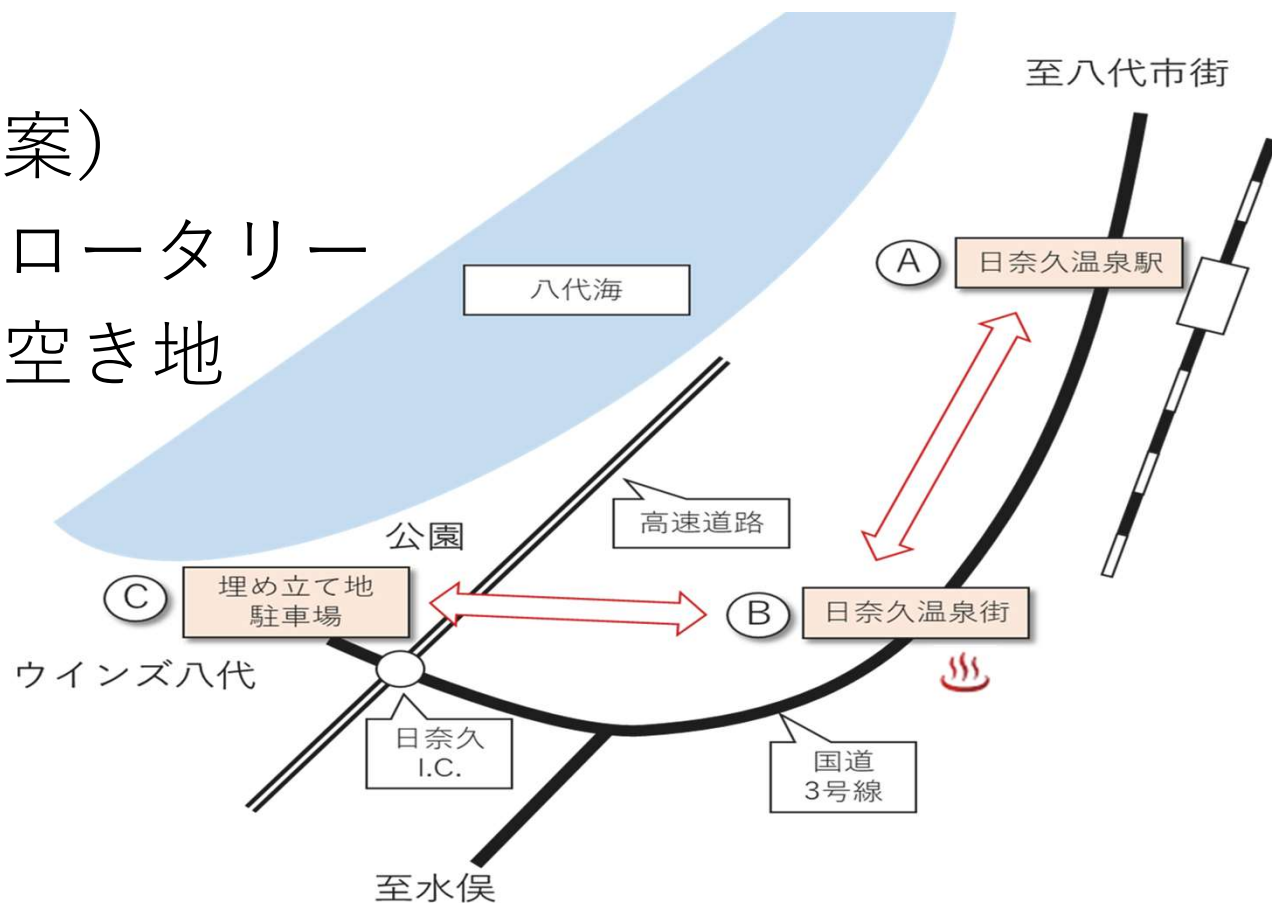 案）
ロータリー
空き地
至八代市街
A
日奈久温泉駅
八代海
高速道路
公園
C
埋め立て地
駐車場
B
日奈久温泉街
ウインズ八代
日奈久
I.C.
国道
3号線
至水俣